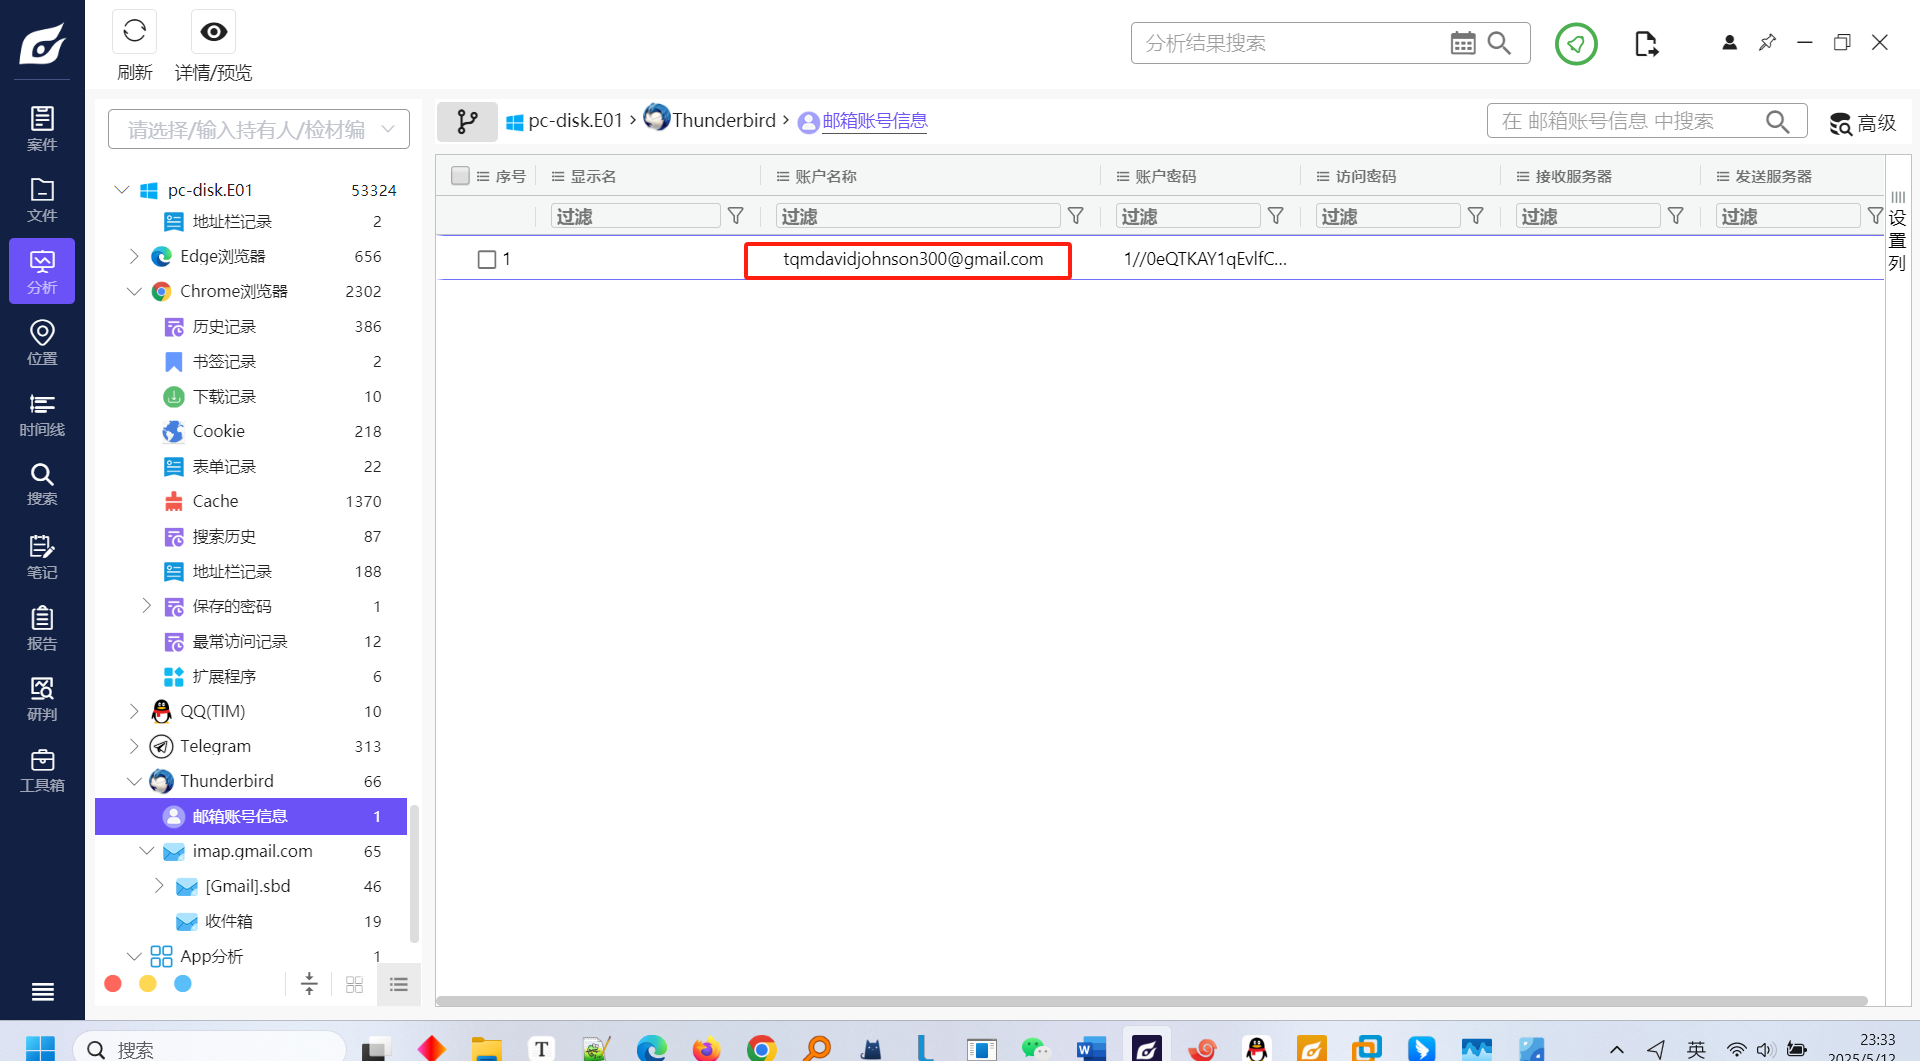 刷新
详情/预览
分析结果搜索
案件
文件
分析
位置
时间线
搜索
笔记
报告
研判
工具箱
请选择/输入持有人/检材编
pc-disk.E01 53324
地址栏记录 2
Edge浏览器 656
Chrome浏览器 2302
历史记录 386
书签记录 2
下载记录 10
Cookie 218
表单记录 22
Cache 1370
搜索历史 87
地址栏记录 188
保存的密码 1
最常访问记录 12
扩展程序 6
QQ(TIM) 10
Telegram 313
Thunderbird 66
邮箱账号信息 1
imap.gmail.com 65
[Gmail].sbd 46
收件箱 19
App分析 1
pc-disk.E01 › Thunderbird › 邮箱账号信息
在 邮箱账号信息 中搜索
高级
序号 显示名 账户名称 账户密码 访问密码 接收服务器 发送服务器
过滤 过滤 过滤 过滤 过滤 过滤
1 tqmdavidjohnson300@gmail.com 1//0eQTKAY1qEvlfC...
设置列
搜索
英
23:33
2025/5/12